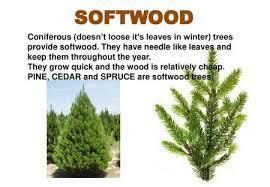 SOFTWOOD
Coniferous (doesn't loose it's leaves in winter) trees
provide softwood. They have needle like leaves and
keep them throughout the year.
They grow quick and the wood is relatively cheap.
PINE, CEDAR and SPRUCE are softwood trees.